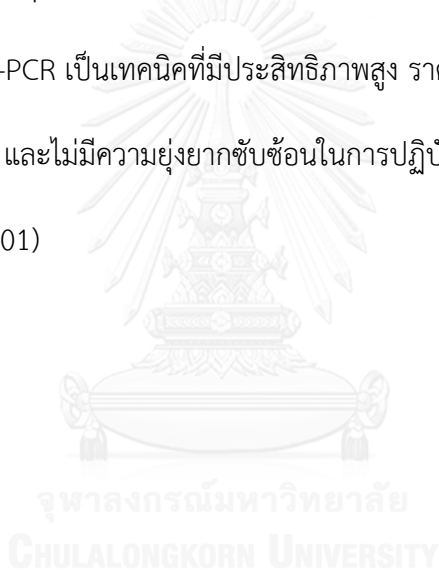 -PCR เป็นเทคนิคที่มีประสิทธิภาพสูง
และไม่มีความยุ่งยากซับซ้อนในการปฏิบั
01)
จุฬาลงกรณ์มหาวิทยาลัย
CHULALONGKORN UNIVERSITY